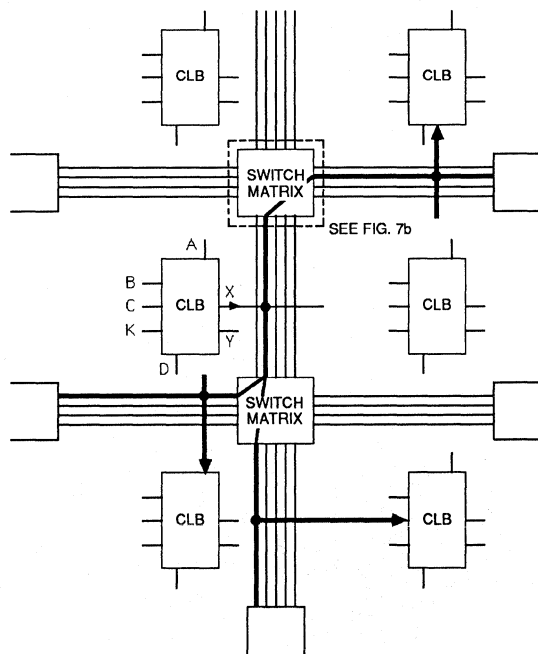 CLB
CLB
SWITCH
MATRIX
SEE FIG. 7b
A
B
C
K
CLB
X
Y
D
CLB
SWITCH
MATRIX
CLB
CLB